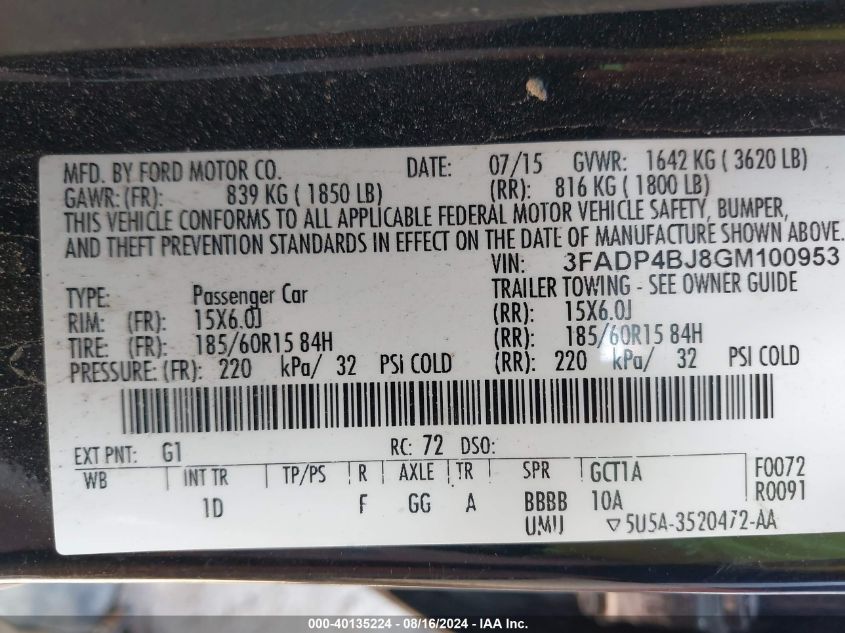 MFD. BY FORD MOTOR CO. DATE: 07/15 GVWR: 1642 KG ( 3620 LB)
GAWR: (FR): 839 KG ( 1850 LB) (RR): 816 KG ( 1800 LB)
THIS VEHICLE CONFORMS TO ALL APPLICABLE FEDERAL MOTOR VEHICLE SAFETY, BUMPER,
AND THEFT PREVENTION STANDARDS IN EFFECT ON THE DATE OF MANUFACTURE SHOWN ABOVE.
VIN: 3FADP4BJ8GM100953
TYPE: Passenger Car TRAILER TOWING - SEE OWNER GUIDE
RIM: (FR): 15X6.0J (RR): 15X6.0J
TIRE: (FR): 185/60R15 84H (RR): 185/60R15 84H
PRESSURE: (FR): 220 kPa/ 32 PSi COLD (RR): 220 kPa/ 32 PSI COLD
EXT PNT: G1 RC: 72 DSO:
WB INT TR TP/PS R AXLE TR SPR GCT1A F0072
1D F GG A BBBB 10A R0091
UMU ▽5U5A-3520472-AA
000-40135224 - 08/16/2024 - IAA Inc.